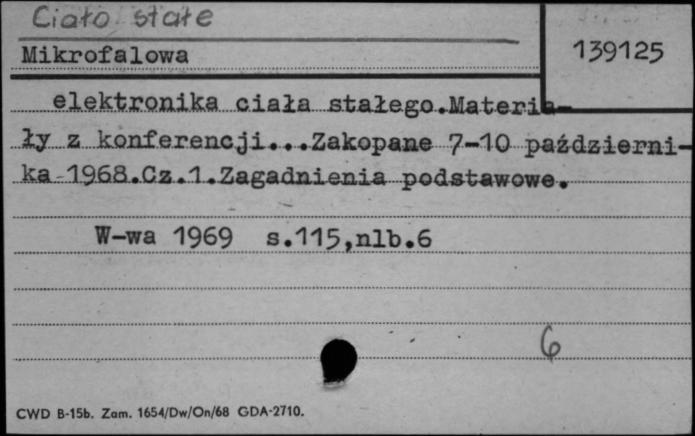 Ciało stałe
Mikrofalowa
139125
elektronika ciała stałego.Materia-
ły z konferencji...Zakopane 7-10 październi-
ka 1968.Cz.1.Zagadnienia podstawowe.
W-wa 1969 s.115,nlb.6
6
CWD B-15b. Zam. 1654/Dw/On/68 GDA-2710.